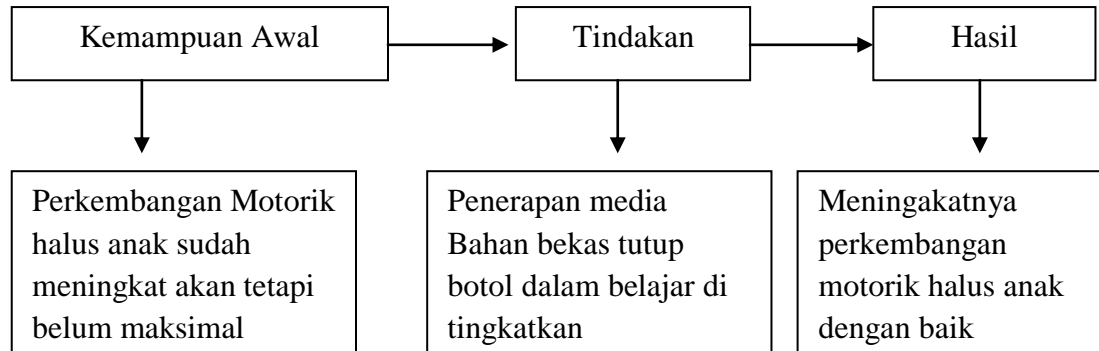 Kemampuan Awal
Tindakan
Hasil
Perkembangan Motorik
halus anak sudah
meningkat akan tetapi
belum maksimal
Penerapan media
Bahan bekas tutup
botol dalam belajar di
tingkatkan
Meningakatnya
perkembangan
motorik halus anak
dengan baik